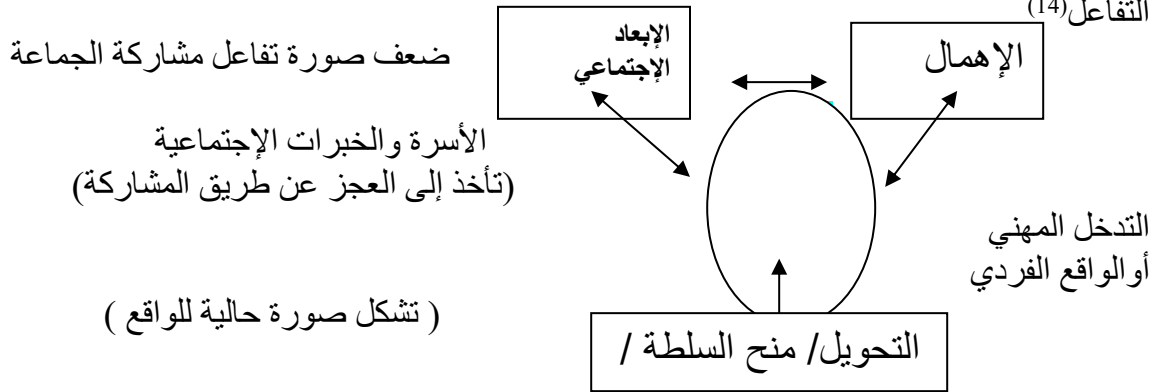 التفاعل(14)
الإهمال
الإبعاد
الإجتماعي
ضعف صورة تفاعل مشاركة الجماعة
الأسرة والخبرات الإجتماعية
(تأخذ إلى العجز عن طريق المشاركة)
التدخل المهني
أوالواقع الفردي
( تشكل صورة حالية للواقع )
التحويل/ منح السلطة /